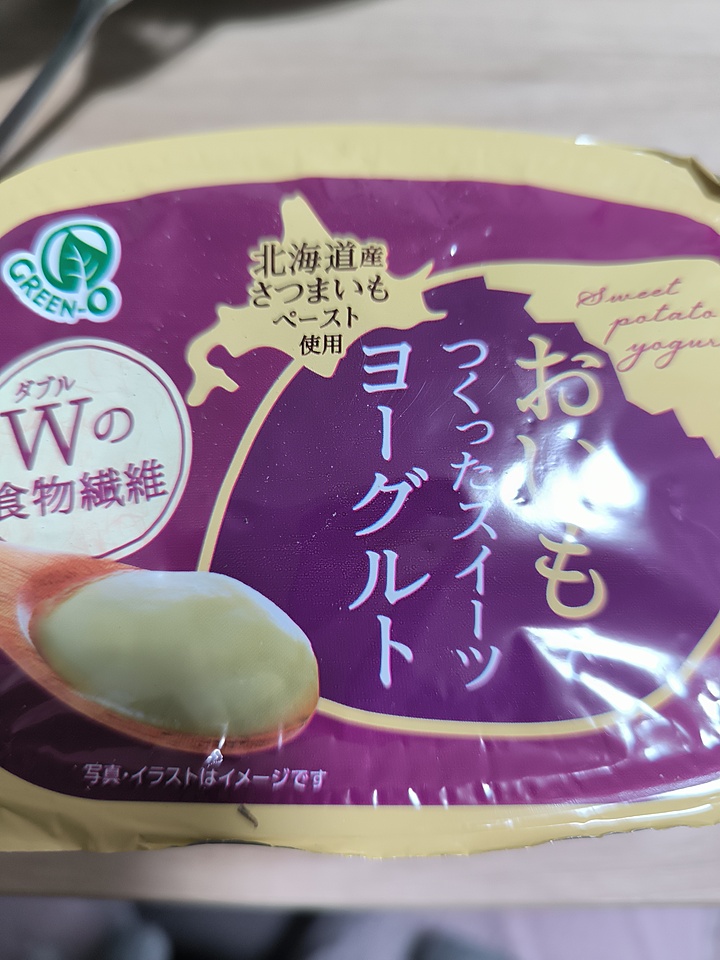 GREEN-O
北海道産
さつまいも
ペースト
使用
Sweet
potato
おいも
つくったスイーツ
ヨーグルト
ダブル
Wの
食物繊維
写真・イラストはイメージです